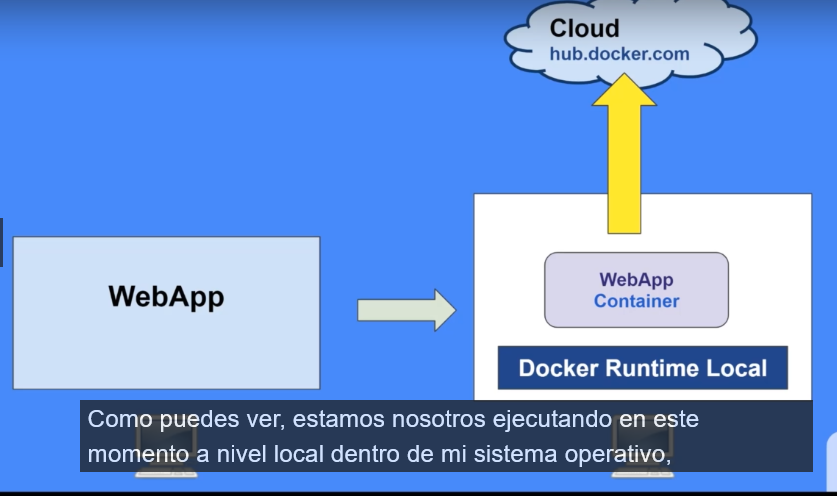 Cloud
hub.docker.com
WebApp
WebApp
Container
Docker Runtime Local
Como puedes ver, estamos nosotros ejecutando en este
momento a nivel local dentro de mi sistema operativo,